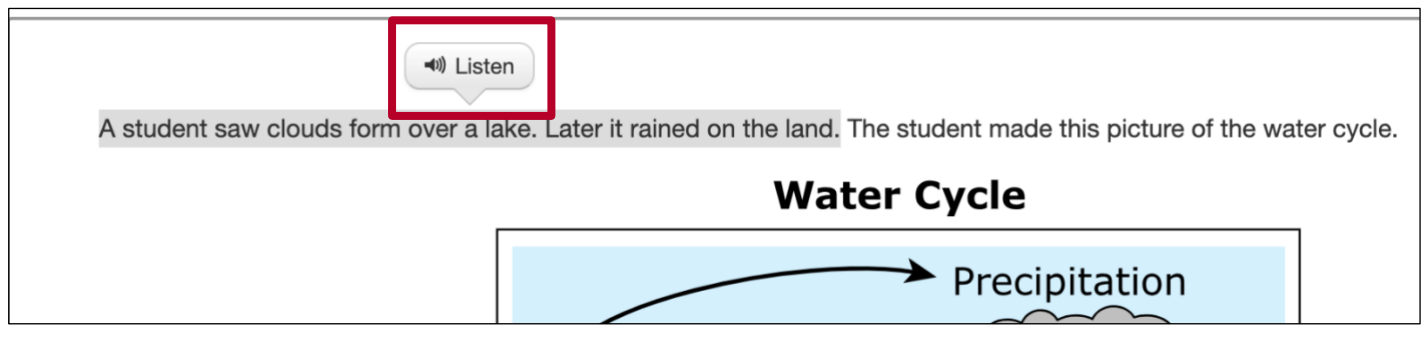 Listen
A student saw clouds form over a lake. Later it rained on the land. The student made this picture of the water cycle.
Water Cycle
Precipitation